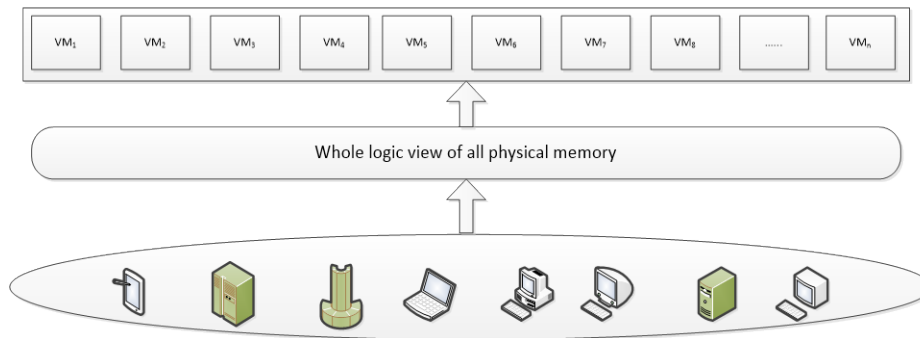 VM₁ VM₂ VM₃ VM₄ VM₅ VM₆ VM₇ VM₈ ...... VMₙ
Whole logic view of all physical memory